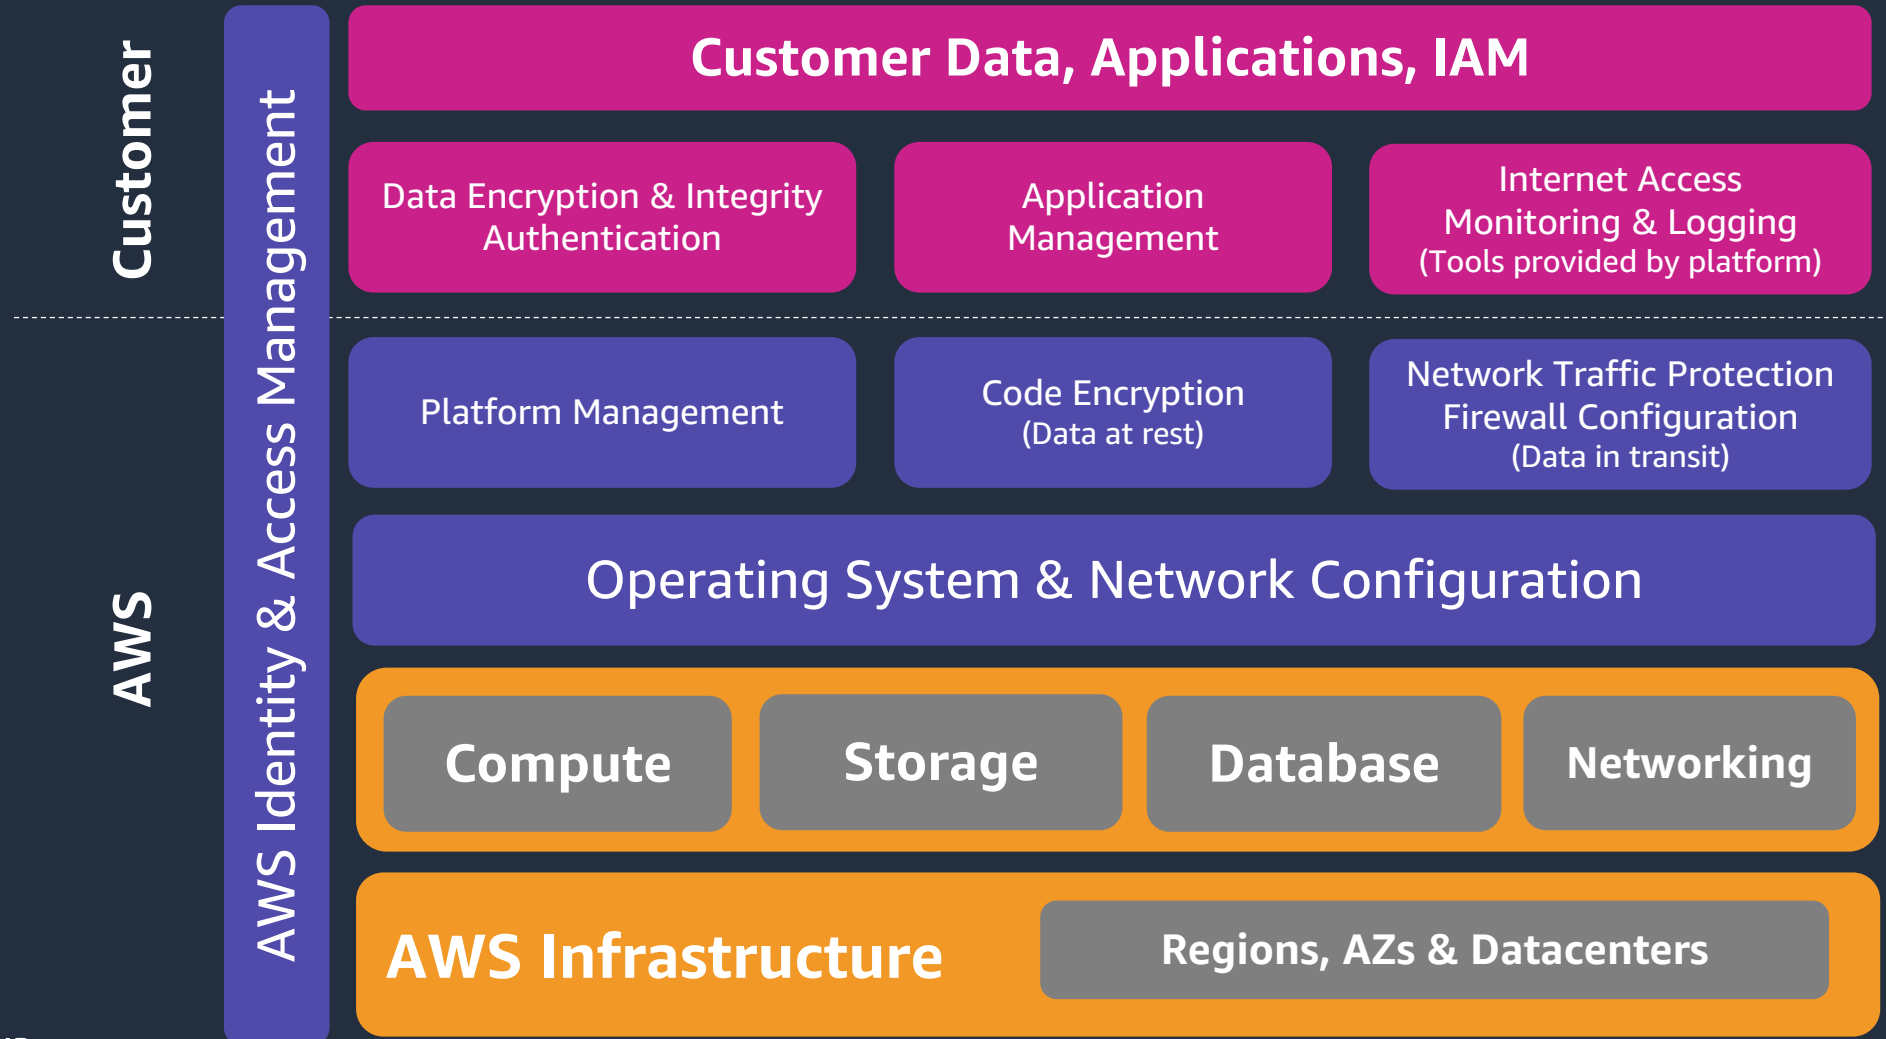 Customer
AWS Identity & Access Management
Customer Data, Applications, IAM
Data Encryption & Integrity
Authentication
Application
Management
Internet Access
Monitoring & Logging
(Tools provided by platform)
AWS
Platform Management
Code Encryption
(Data at rest)
Network Traffic Protection
Firewall Configuration
(Data in transit)
Operating System & Network Configuration
Compute
Storage
Database
Networking
AWS Infrastructure
Regions, AZs & Datacenters